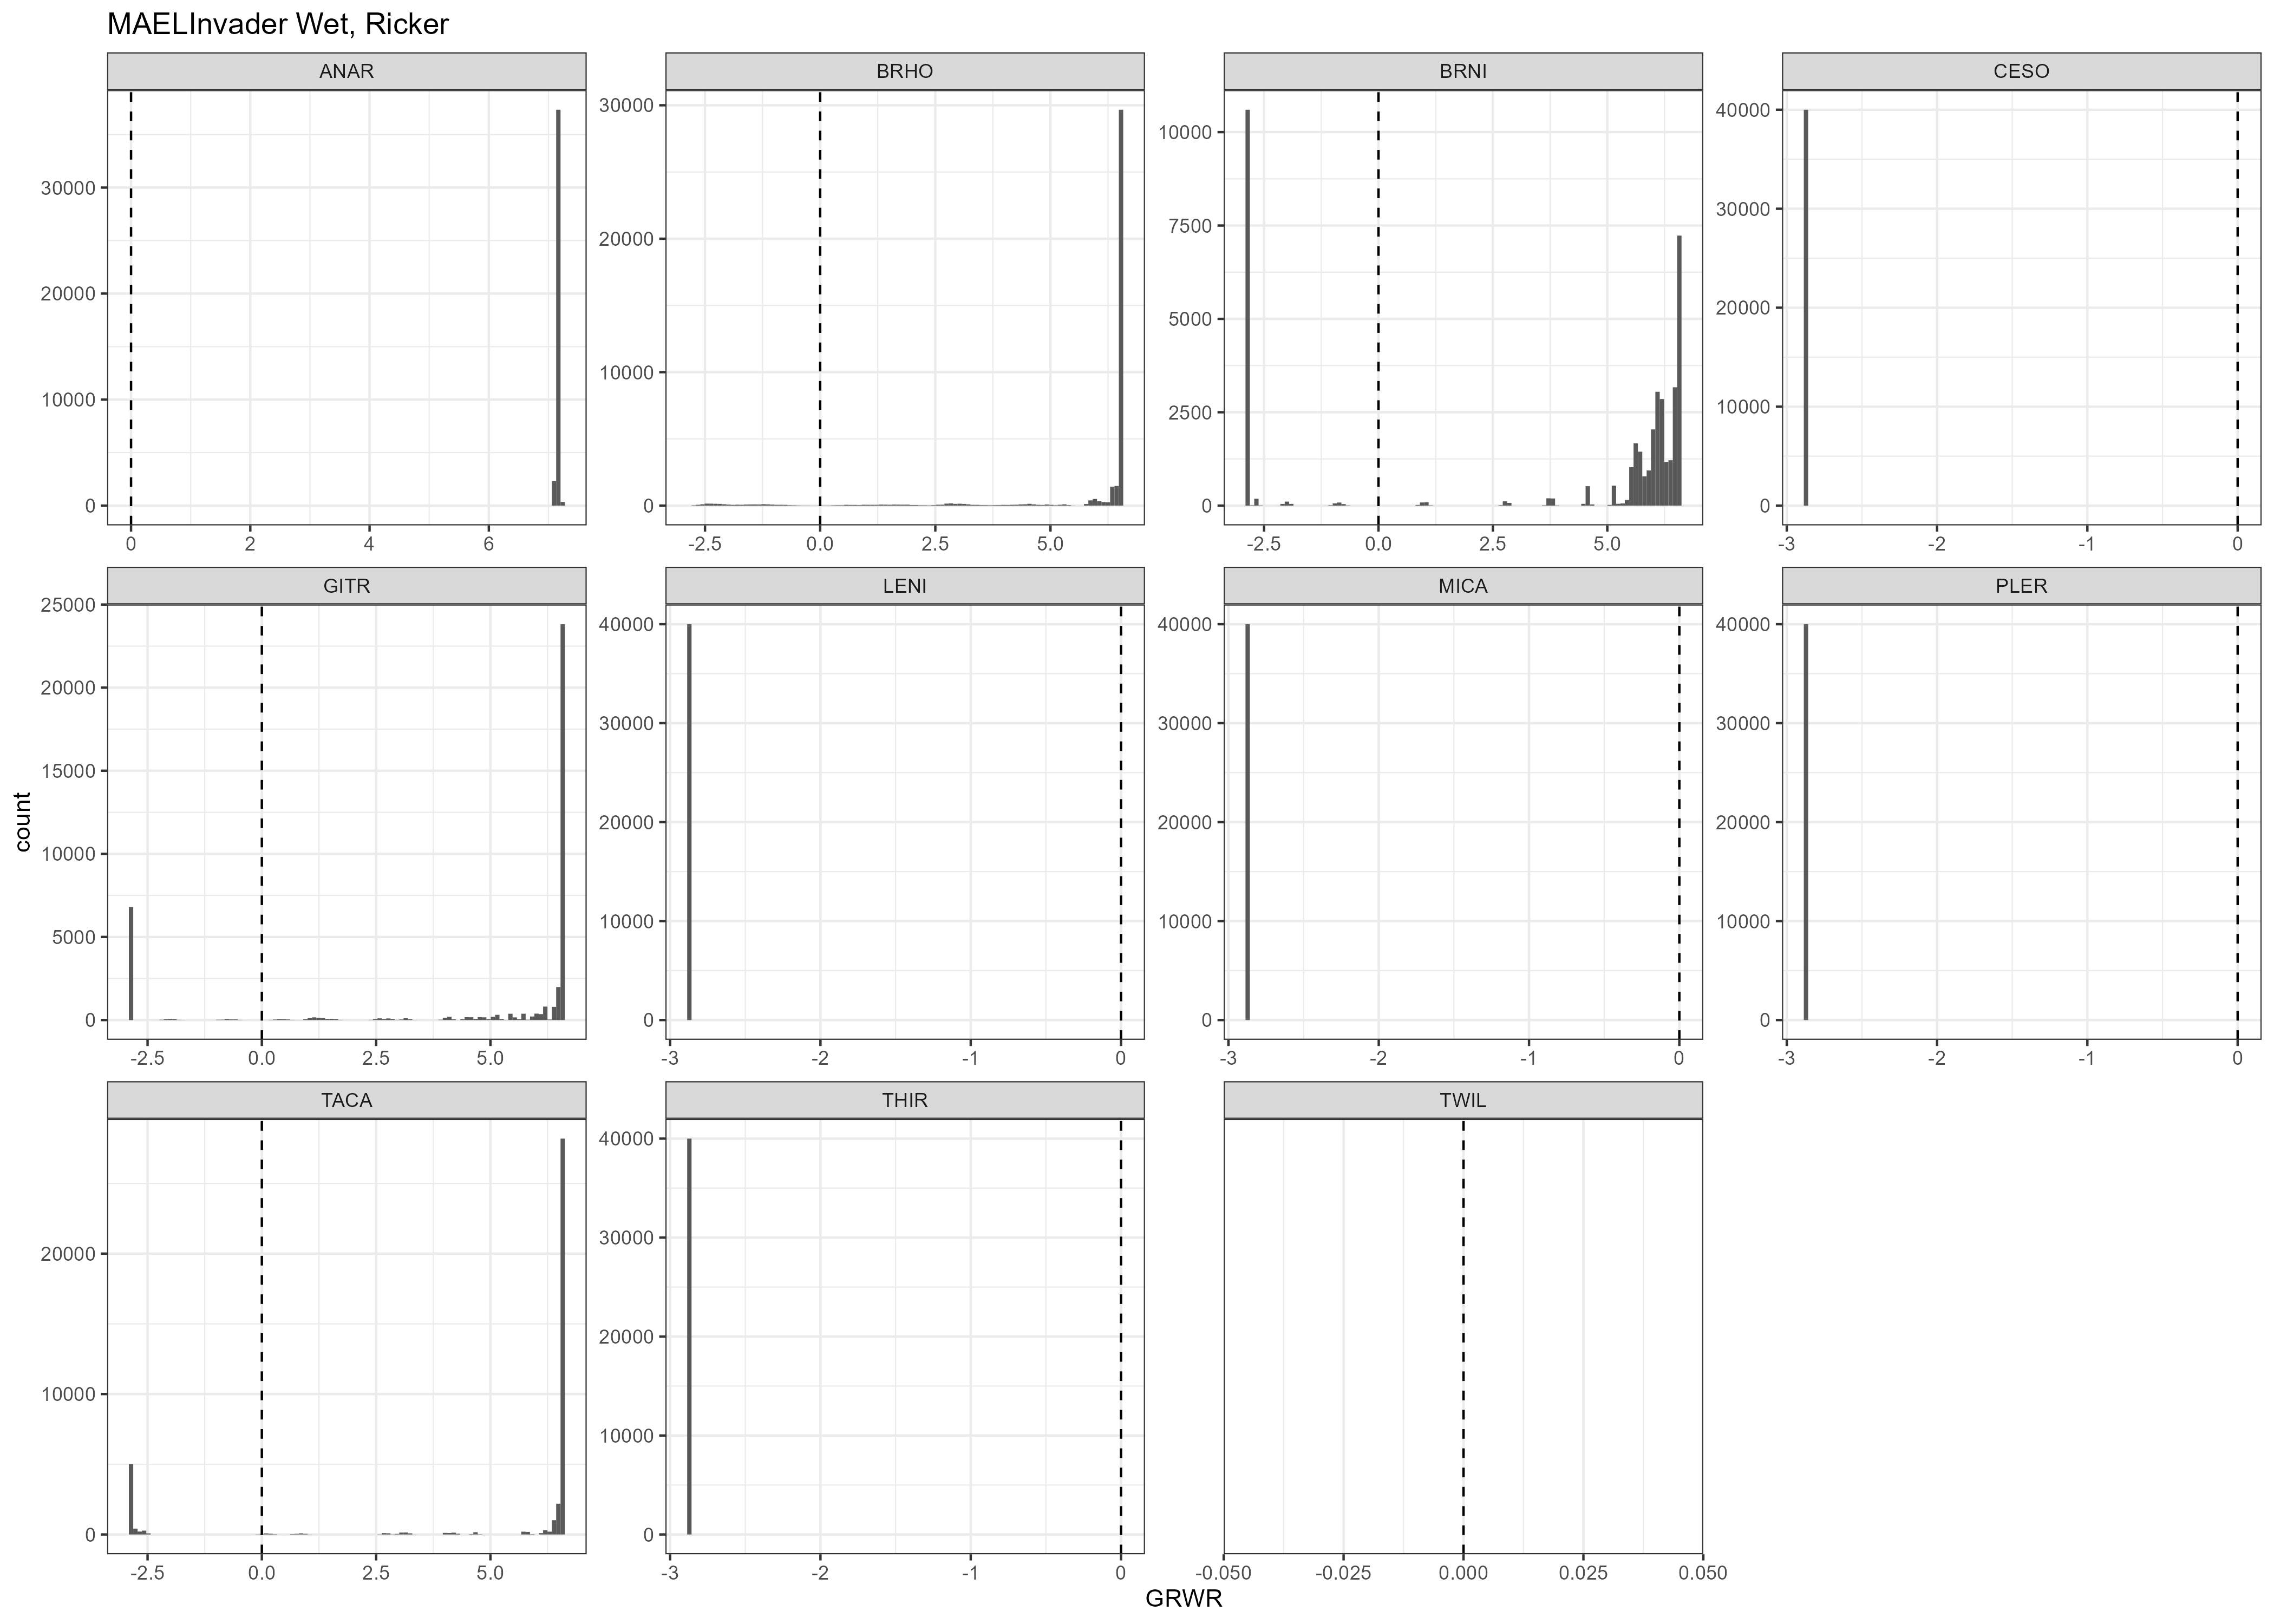 MAELInvader Wet, Ricker
ANAR BRHO BRNI CESO
30000 20000 10000 0
30000 20000 10000 0
10000 7500 5000 2500 0
40000 30000 20000 10000 0
0 2 4 6
-2.5 0.0 2.5 5.0
-2.5 0.0 2.5 5.0
-3 -2 -1 0
GITR LENI MICA PLER
25000 20000 15000 10000 5000 0
40000 30000 20000 10000 0
40000 30000 20000 10000 0
40000 30000 20000 10000 0
-2.5 0.0 2.5 5.0
-3 -2 -1 0
-3 -2 -1 0
-3 -2 -1 0
TACA THIR TWIL
20000 10000 0
40000 30000 20000 10000 0
-2.5 0.0 2.5 5.0
-3 -2 -1 0
-0.050 -0.025 0.000 0.025 0.050
count
GRWR